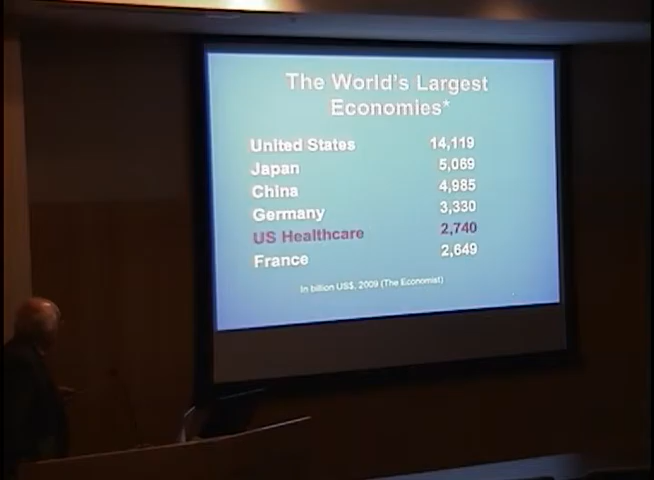 The World's Largest
Economies*
United States 14,119
Japan 5,069
China 4,985
Germany 3,330
US Healthcare 2,740
France 2,649
In billion US$, 2009 (The Economist)